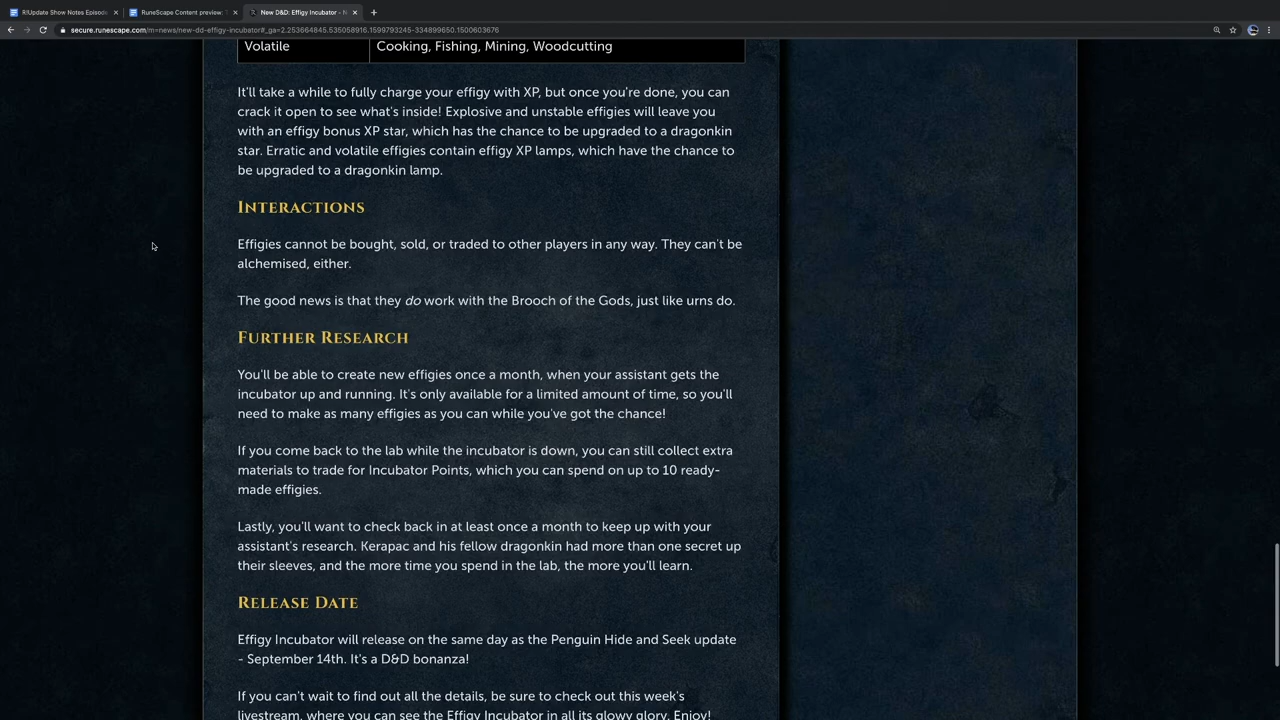 R!Update Show Notes Episode
RuneScape Content preview: T
New D&D: Effigy Incubator - N
secure.runescape.com/m=news/new-dd-effigy-incubator#_ga=2.253664845.535058916.1599793245-334899650.1500603676
Volatile
Cooking, Fishing, Mining, Woodcutting
It'll take a while to fully charge your effigy with XP, but once you're done, you can
crack it open to see what's inside! Explosive and unstable effigies will leave you
with an effigy bonus XP star, which has the chance to be upgraded to a dragonkin
star. Erratic and volatile effigies contain effigy XP lamps, which have the chance to
be upgraded to a dragonkin lamp.
Interactions
Effigies cannot be bought, sold, or traded to other players in any way. They can't be
alchemised, either.
The good news is that they do work with the Brooch of the Gods, just like urns do.
Further Research
You'll be able to create new effigies once a month, when your assistant gets the
incubator up and running. It's only available for a limited amount of time, so you'll
need to make as many effigies as you can while you've got the chance!
If you come back to the lab while the incubator is down, you can still collect extra
materials to trade for Incubator Points, which you can spend on up to 10 ready-
made effigies.
Lastly, you'll want to check back in at least once a month to keep up with your
assistant's research. Kerapac and his fellow dragonkin had more than one secret up
their sleeves, and the more time you spend in the lab, the more you'll learn.
Release Date
Effigy Incubator will release on the same day as the Penguin Hide and Seek update
- September 14th. It's a D&D bonanza!
If you can't wait to find out all the details, be sure to check out this week's
livestream, where you can see the Effigy Incubator in all its glowy glory. Enjoy!